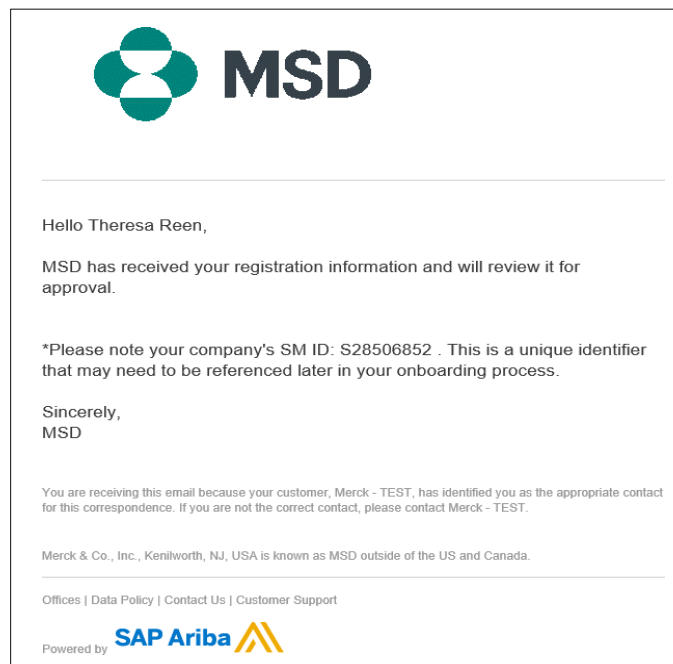 MSD
Hello Theresa Reen,
MSD has received your registration information and will review it for
approval.
*Please note your company's SM ID: S28506852 . This is a unique identifier
that may need to be referenced later in your onboarding process.
Sincerely,
MSD
You are receiving this email because your customer, Merck - TEST, has identified you as the appropriate contact
for this correspondence. If you are not the correct contact, please contact Merck - TEST.
Merck & Co., Inc., Kenilworth, NJ, USA is known as MSD outside of the US and Canada.
Offices | Data Policy | Contact Us | Customer Support
Powered by SAP Ariba